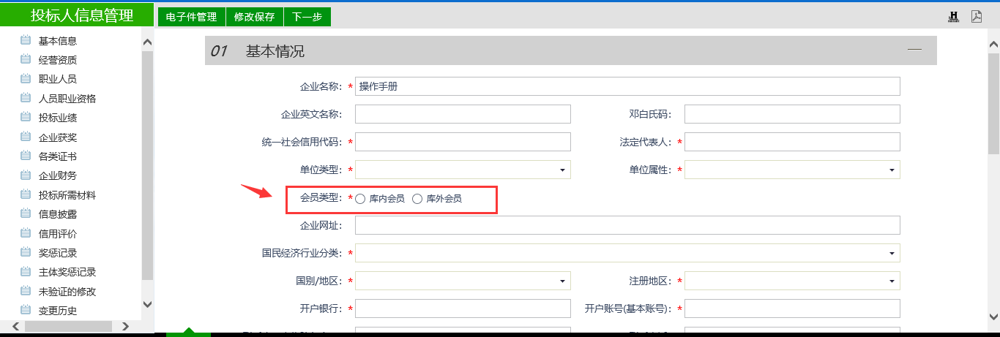 投标人信息管理
电子件管理 修改保存 下一步
HISTORY
基本信息
经营资质
职业人员
人员职业资格
投标业绩
企业获奖
各类证书
企业财务
投标所需材料
信息披露
信用评价
奖惩记录
主体奖惩记录
未验证的修改
变更历史
01 基本情况
企业名称: * 操作手册
企业英文名称: 邓白氏码:
统一社会信用代码: * 法定代表人: *
单位类型: * 单位属性: *
会员类型: * 库内会员 库外会员
企业网址:
国民经济行业分类: *
国别/地区: * 注册地区: *
开户银行: * 开户账号(基本账号): *